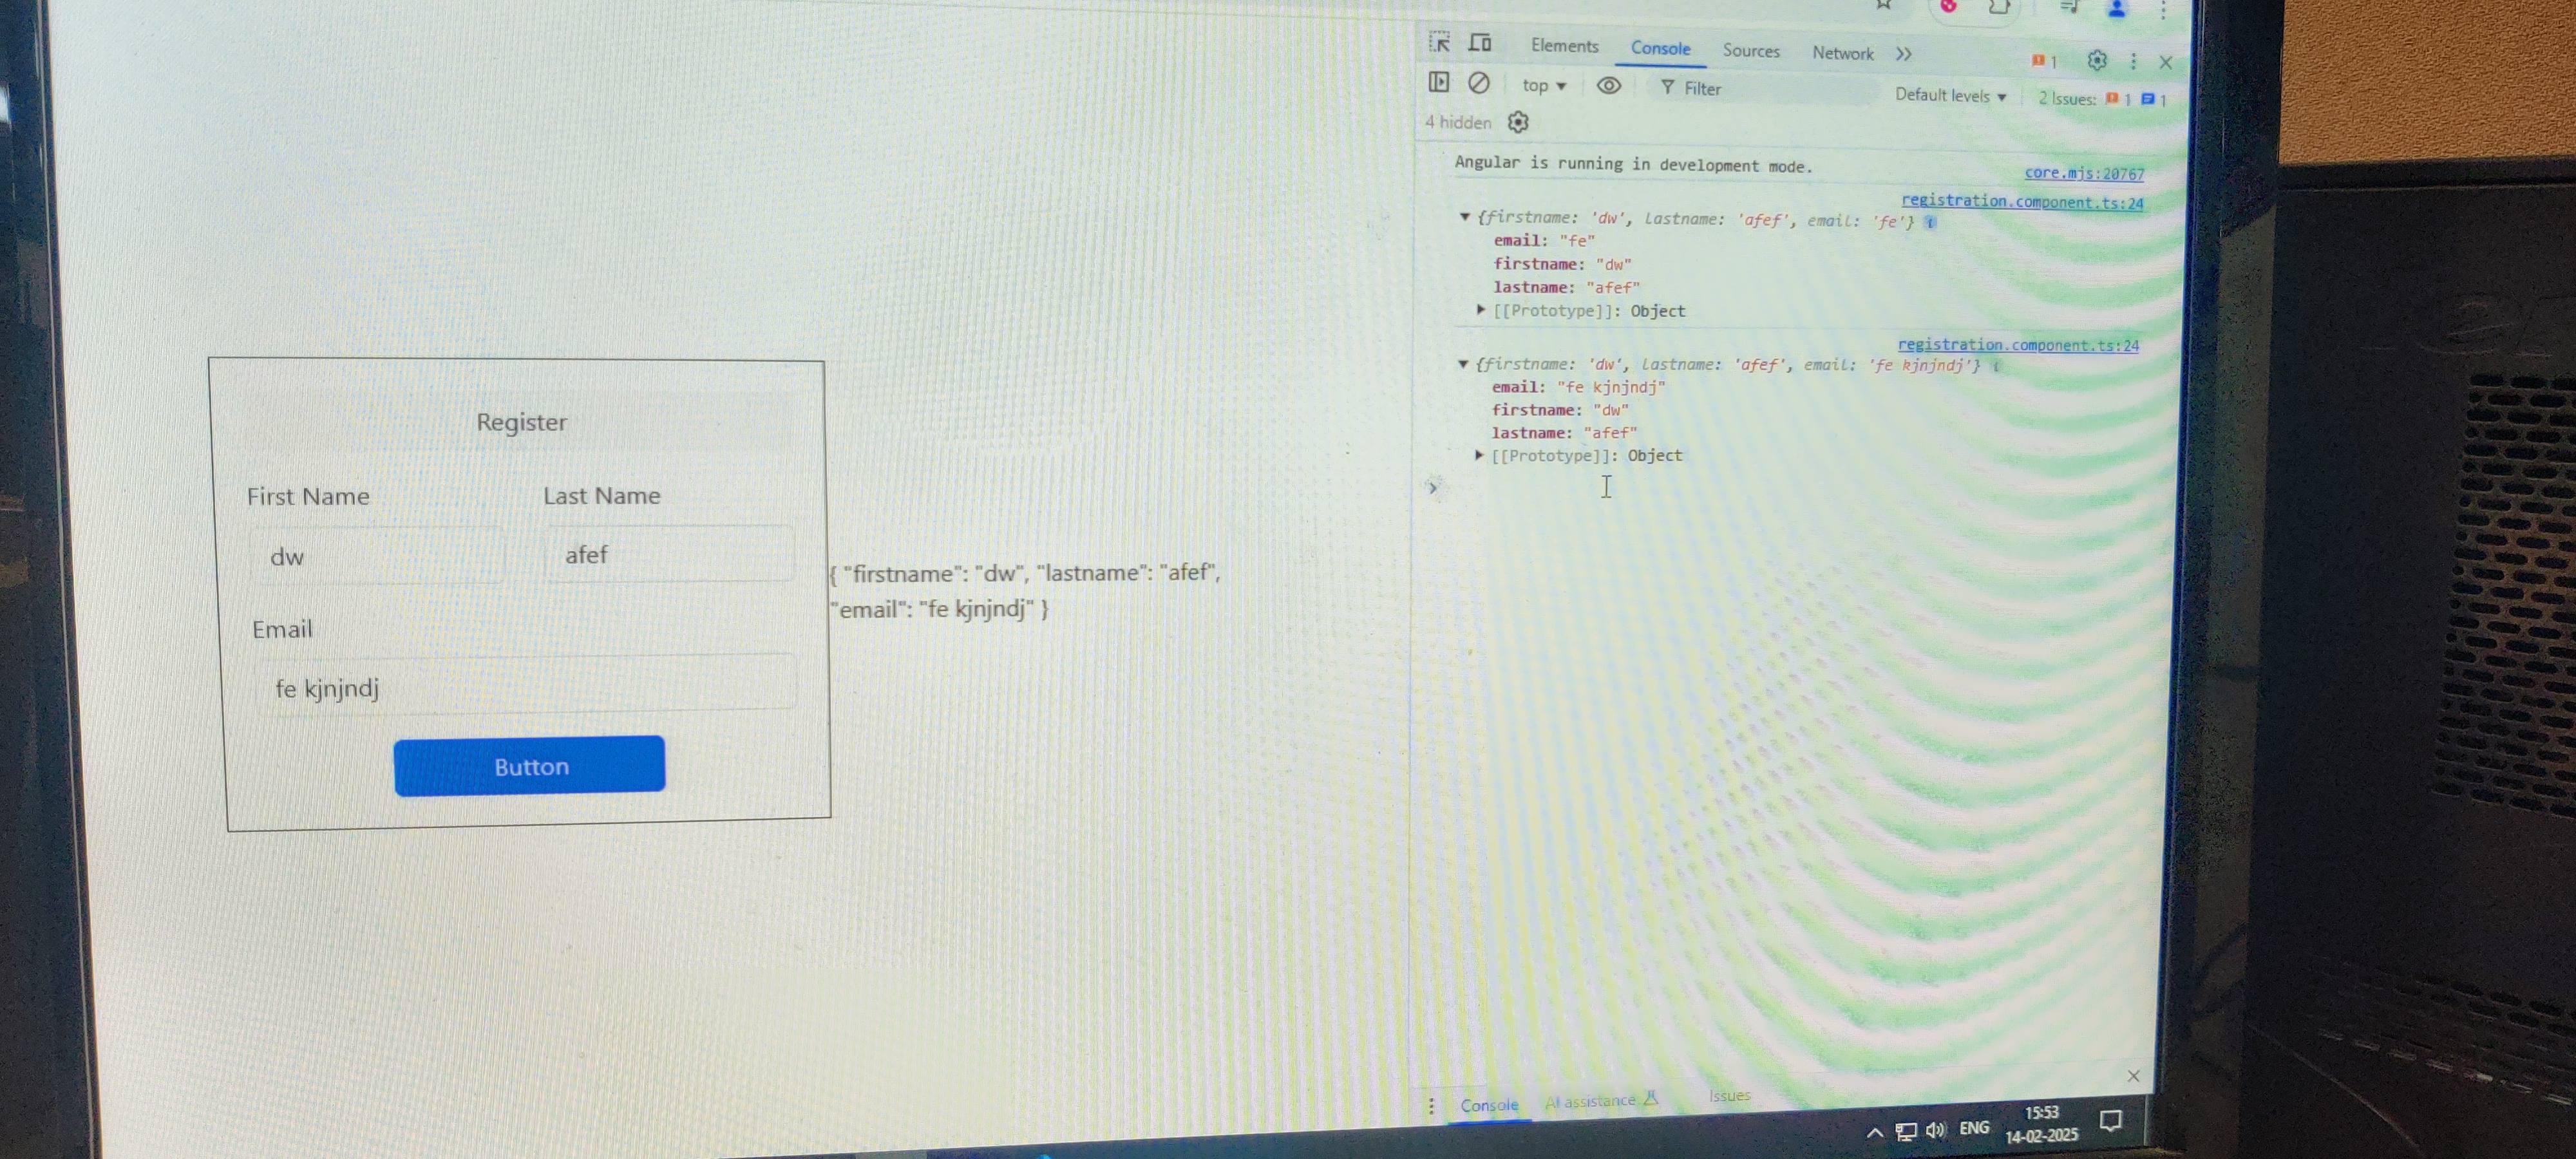 Register
First Name
Last Name
dw
afef
Email
fe kjnjndj
Button
{ "firstname": "dw", "lastname": "afef",
"email": "fe kjnjndj" }
Elements Console Sources Network
1
top
Filter
Default levels
2 Issues: 1 1
4 hidden
Angular is running in development mode.
core.mjs:20767
registration.component.ts:24
{firstname: 'dw', lastname: 'afef', email: 'fe'}
email: "fe"
firstname: "dw"
lastname: "afef"
[[Prototype]]: Object
registration.component.ts:24
{firstname: 'dw', lastname: 'afef', email: 'fe kjnjndj'}
email: "fe kjnjndj"
firstname: "dw"
lastname: "afef"
[[Prototype]]: Object
Console AI assistance Issues
ENG
15:53
14-02-2025